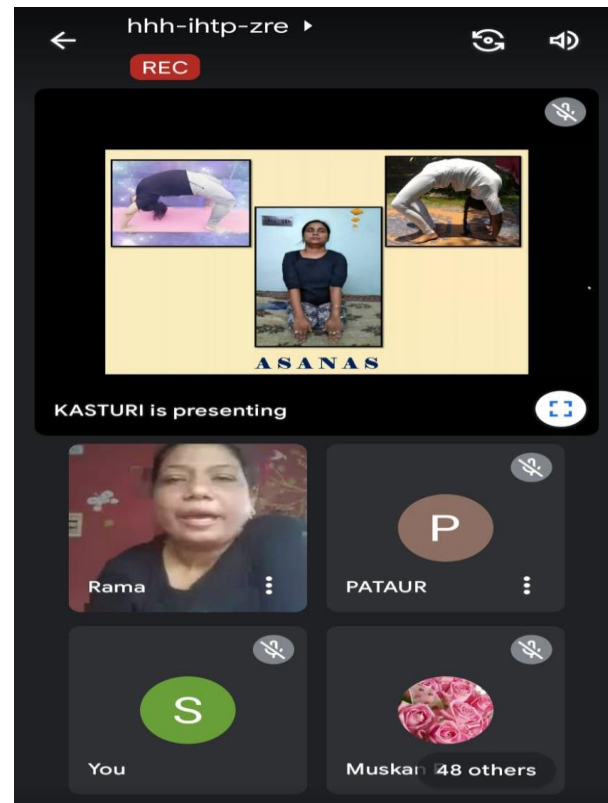 hhh-ihtp-zre
REC
ASANAS
KASTURI is presenting
Rama
PATAUR
P
S
You
Muskan
48 others